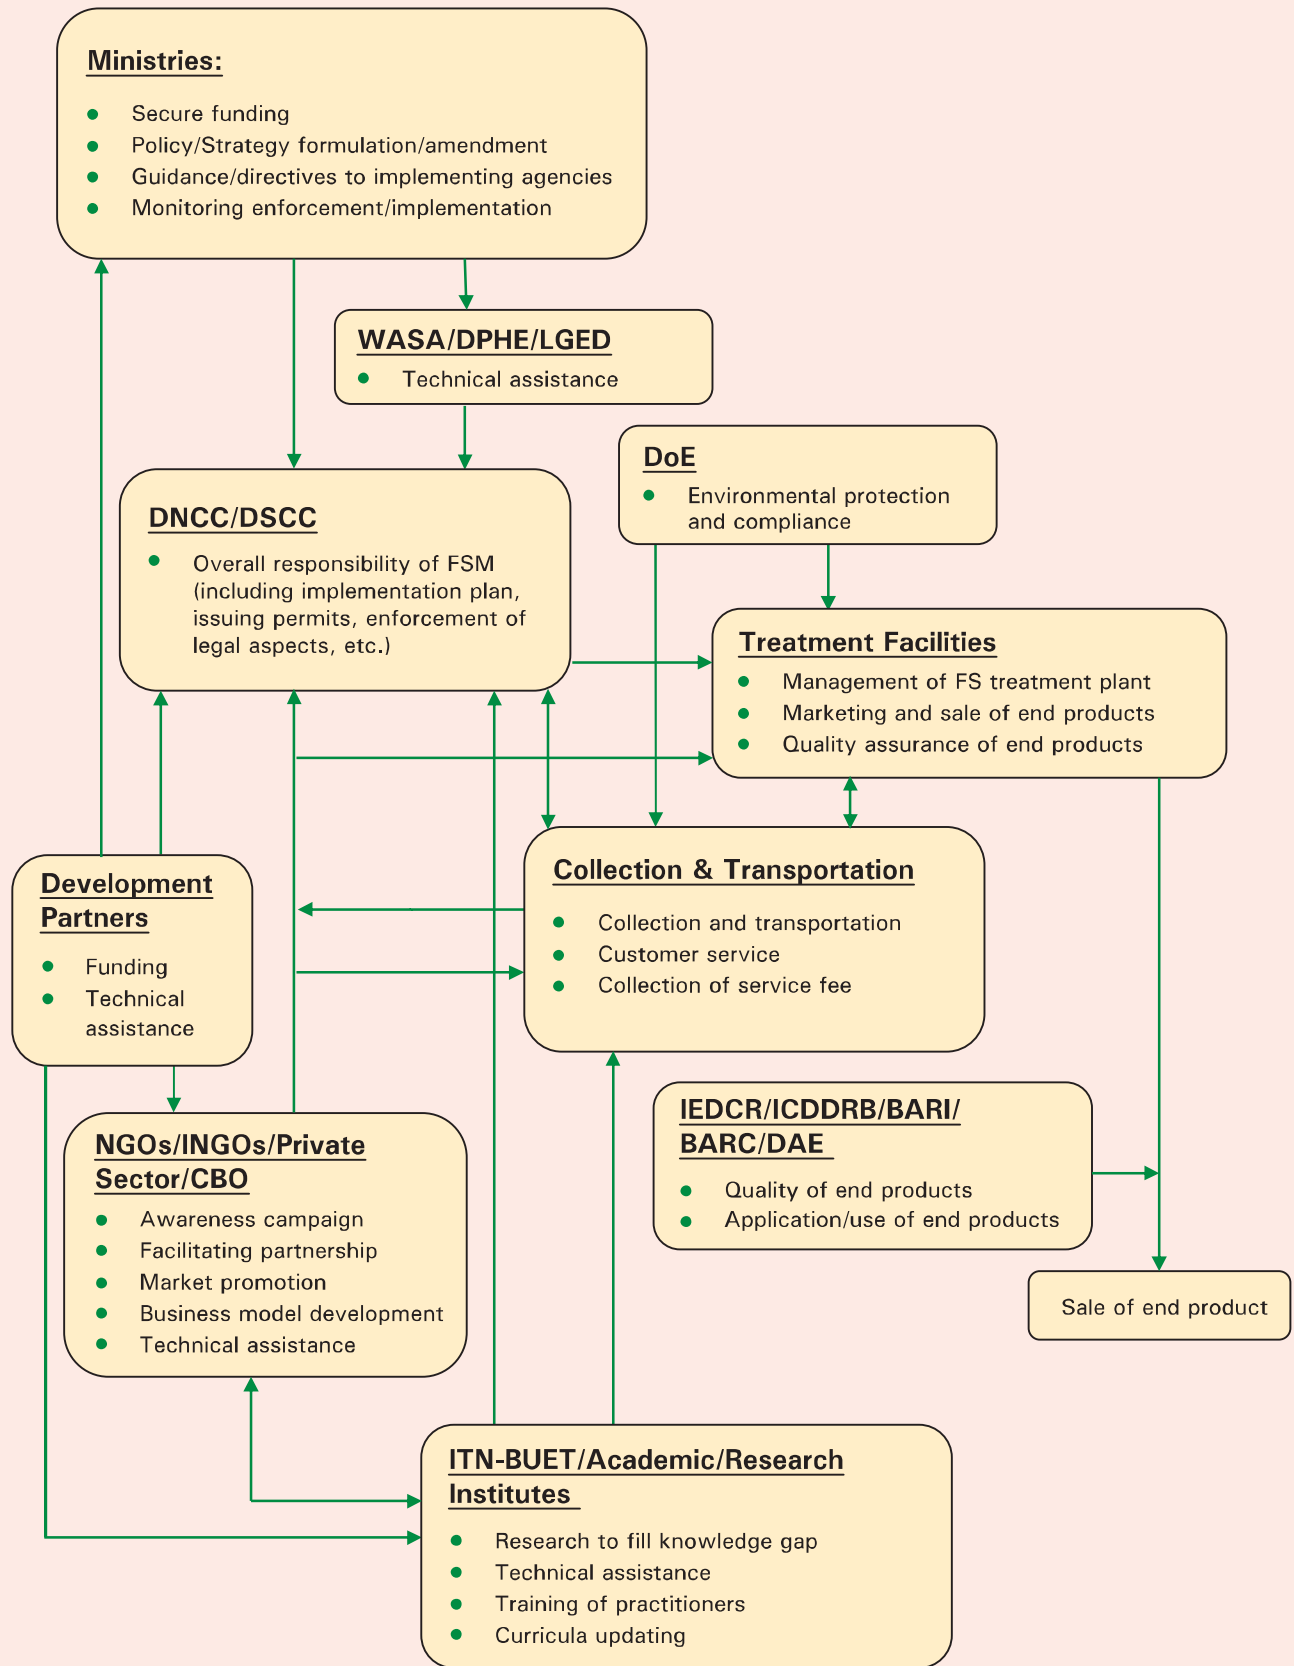 Ministries:
Secure funding
Policy/Strategy formulation/amendment
Guidance/directives to implementing agencies
Monitoring enforcement/implementation
WASA/DPHE/LGED
Technical assistance
DoE
Environmental protection
and compliance
DNCC/DSCC
Overall responsibility of FSM
(including implementation plan,
issuing permits, enforcement of
legal aspects, etc.)
Treatment Facilities
Management of FS treatment plant
Marketing and sale of end products
Quality assurance of end products
Collection & Transportation
Collection and transportation
Customer service
Collection of service fee
Development
Partners
Funding
Technical
assistance
IEDCR/ICDDRB/BARI/
BARC/DAE
Quality of end products
Application/use of end products
NGOs/INGOs/Private
Sector/CBO
Awareness campaign
Facilitating partnership
Market promotion
Business model development
Technical assistance
Sale of end product
ITN-BUET/Academic/Research
Institutes
Research to fill knowledge gap
Technical assistance
Training of practitioners
Curricula updating